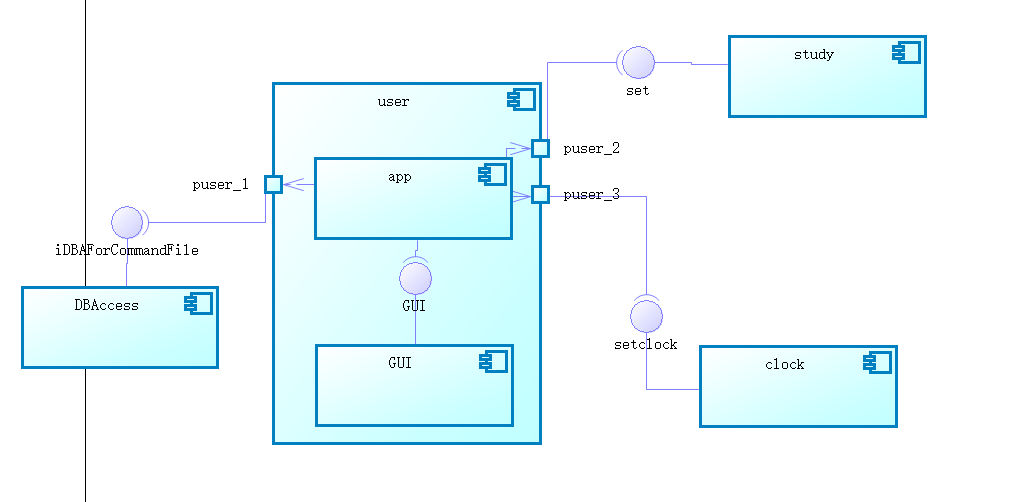 study
set
user
puser_2
app
puser_1
puser_3
iDBAForCommandFile
DBAccess
GUI
setclock
GUI
clock